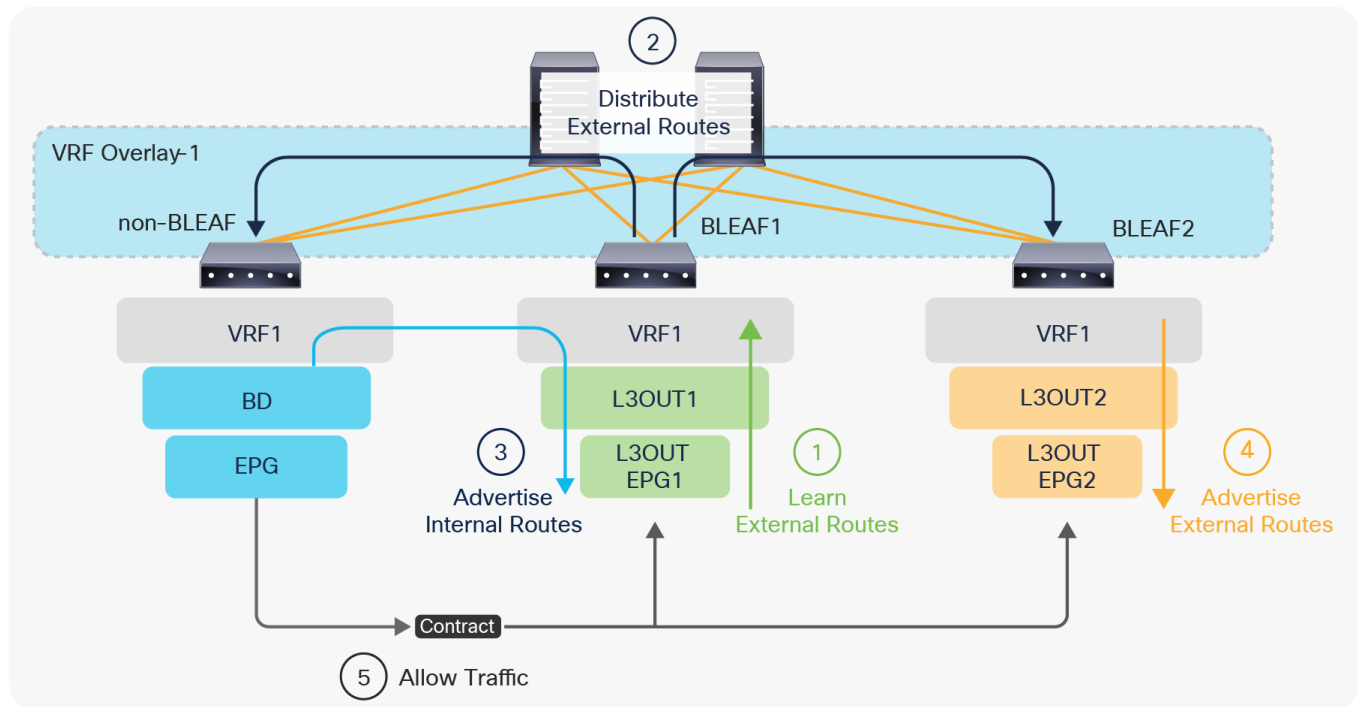 2
Distribute
External Routes
VRF Overlay-1
non-BLEAF
BLEAF1
BLEAF2
VRF1
VRF1
VRF1
BD
L3OUT1
L3OUT2
EPG
L3OUT
EPG1
L3OUT
EPG2
3
Advertise
Internal Routes
1
Learn
External Routes
4
Advertise
External Routes
Contract
5
Allow Traffic